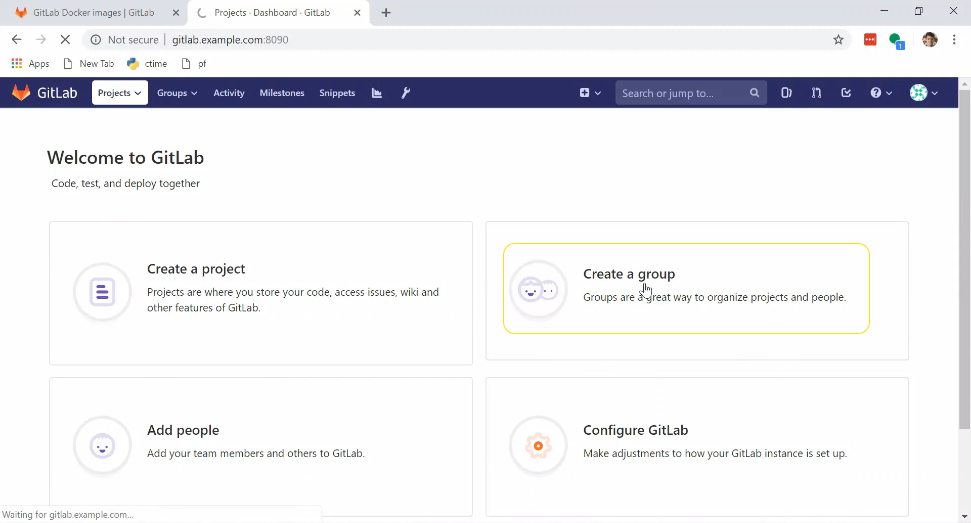 GitLab Docker images | GitLab
Projects · Dashboard · GitLab
Not secure | gitlab.example.com:8090
1
Apps New Tab ctime pf
GitLab Projects Groups Activity Milestones Snippets Search or jump to...
Welcome to GitLab
Code, test, and deploy together
Create a project
Projects are where you store your code, access issues, wiki and
other features of GitLab.
Create a group
Groups are a great way to organize projects and people.
Add people
Add your team members and others to GitLab.
Configure GitLab
Make adjustments to how your GitLab instance is set up.
Waiting for gitlab.example.com...